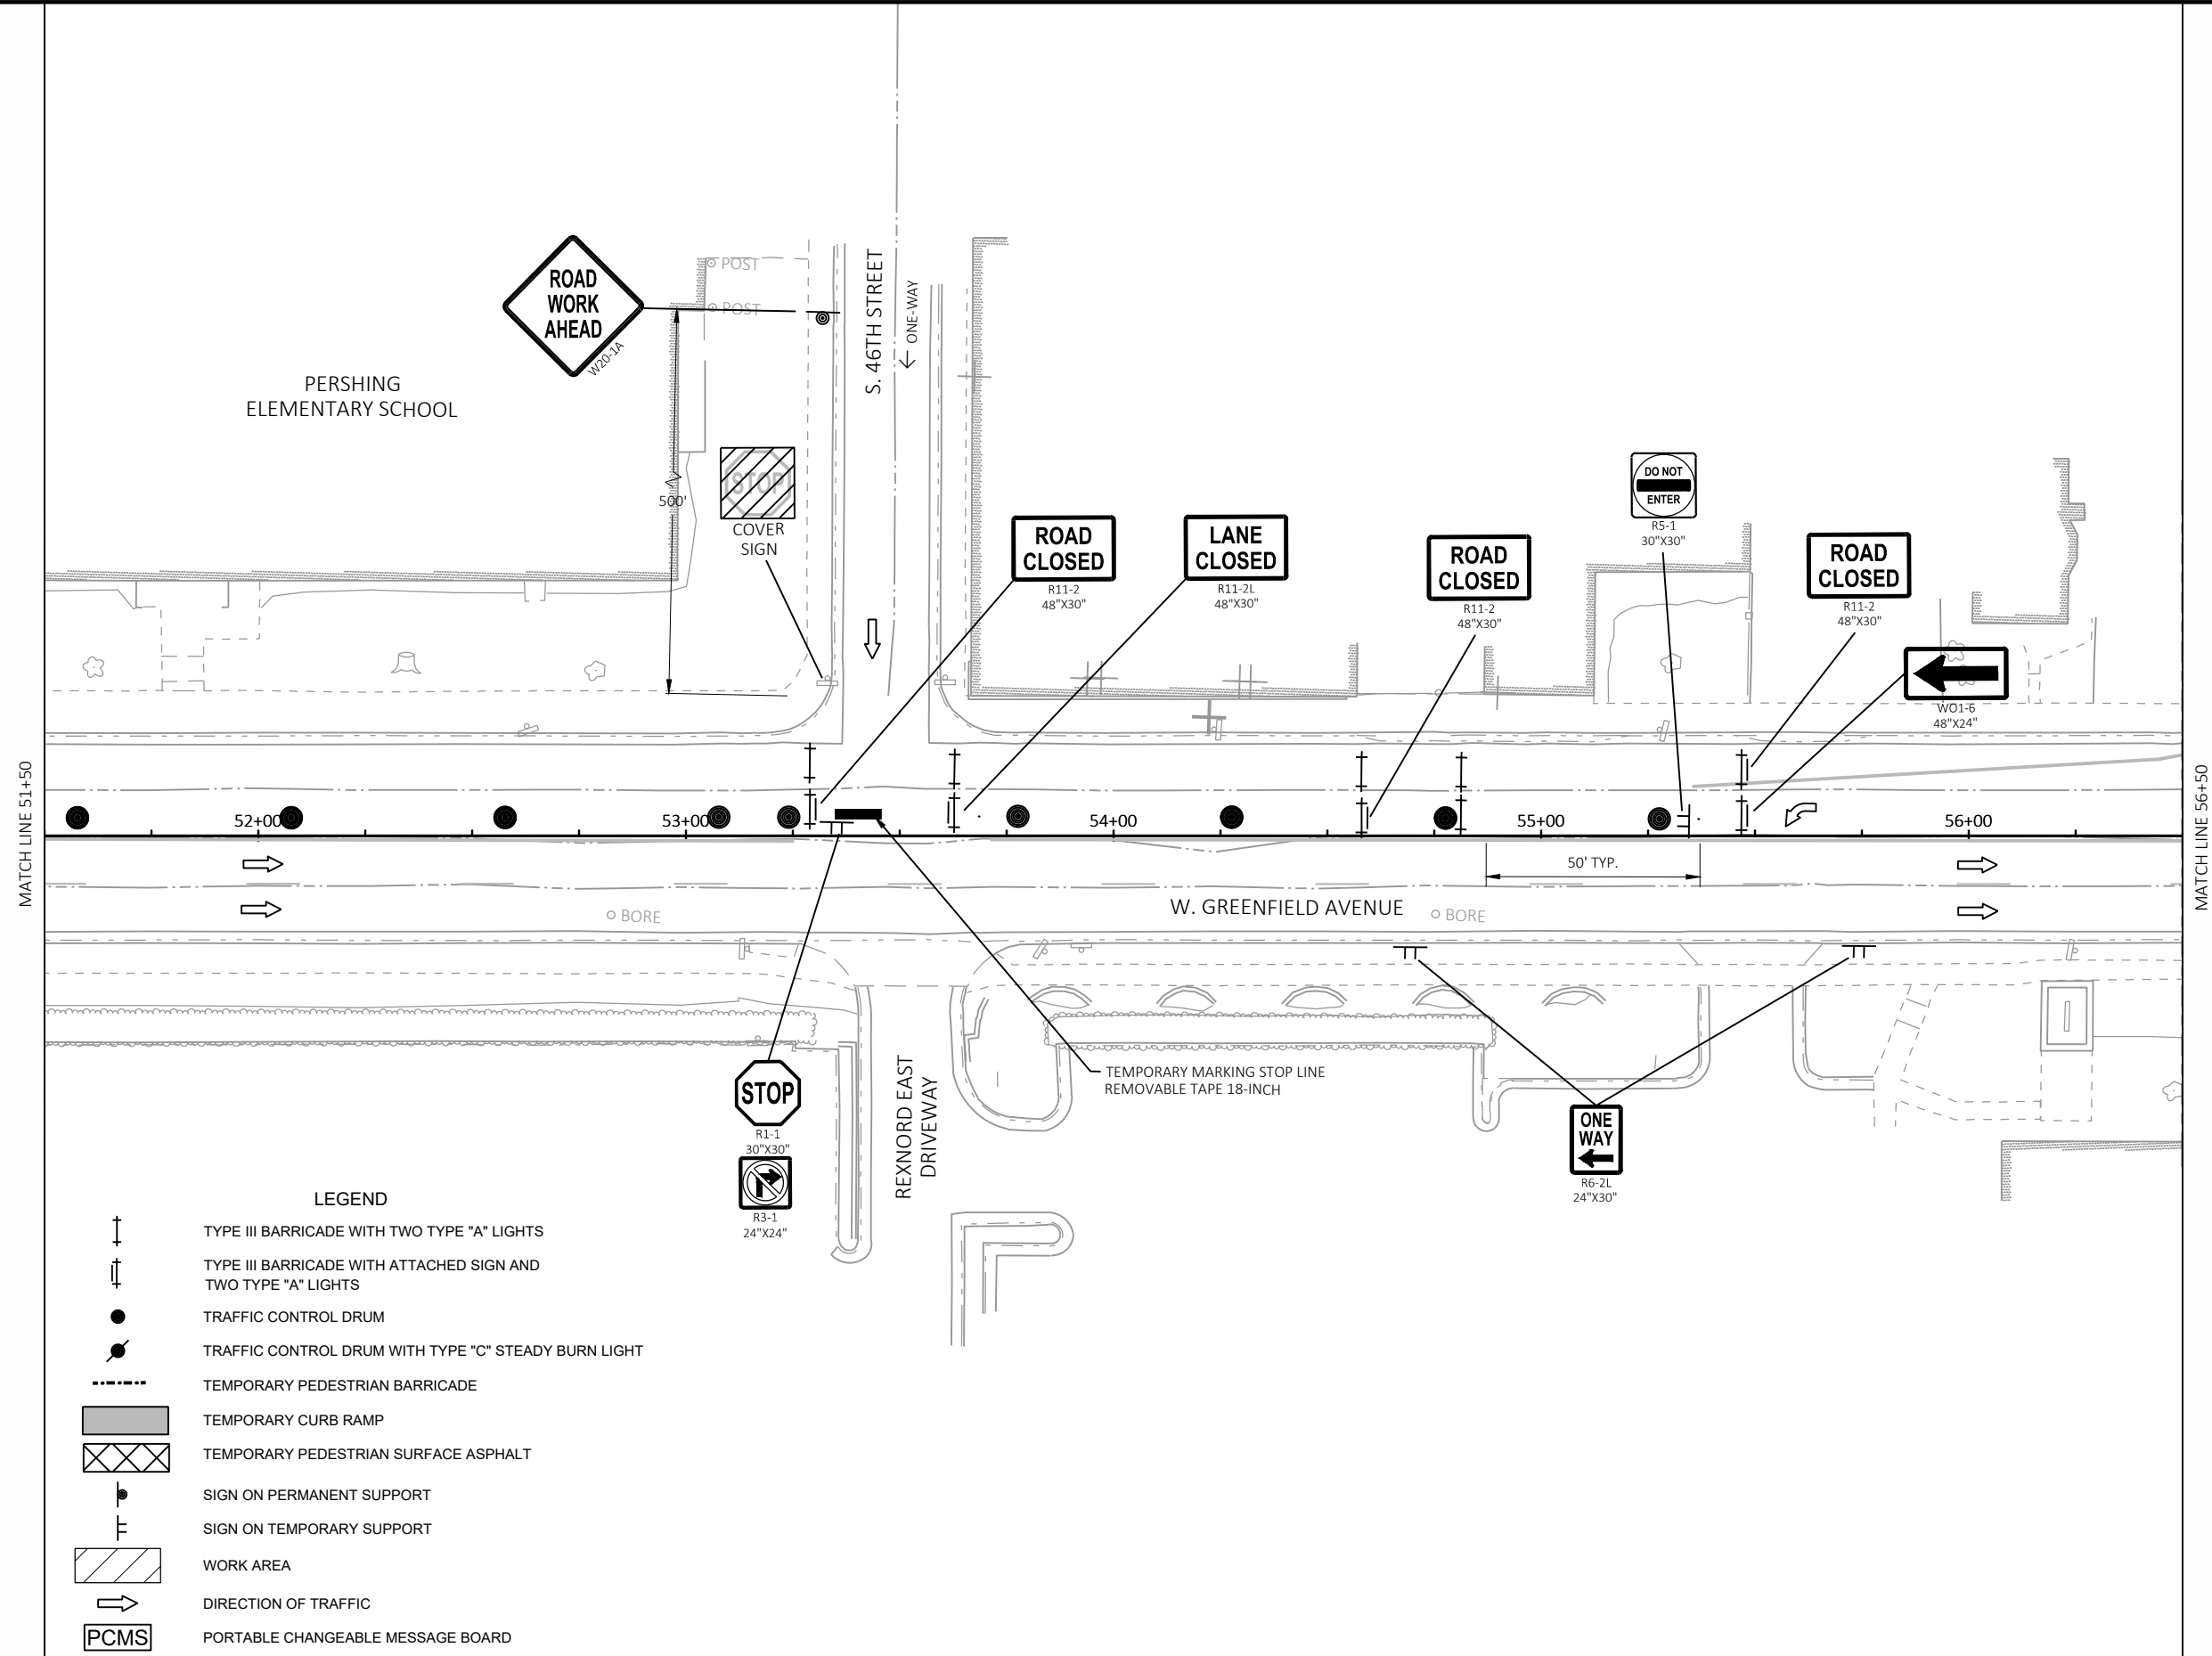 POST
POST
ROAD
WORK
AHEAD
W20-1A
S. 46TH STREET
ONE-WAY
PERSHING
ELEMENTARY SCHOOL
STOP
COVER
SIGN
500'
ROAD
CLOSED
R11-2
48"X30"
LANE
CLOSED
R11-2L
48"X30"
ROAD
CLOSED
R11-2
48"X30"
DO NOT
ENTER
R5-1
30"X30"
ROAD
CLOSED
R11-2
48"X30"
WO1-6
48"X24"
MATCH LINE 51+50
MATCH LINE 56+50
52+00
53+00
54+00
55+00
56+00
50' TYP.
W. GREENFIELD AVENUE
BORE
BORE
TEMPORARY MARKING STOP LINE
REMOVABLE TAPE 18-INCH
STOP
R1-1
30"X30"
R3-1
24"X24"
REXNORD EAST
DRIVEWAY
ONE
WAY
R6-2L
24"X30"
LEGEND
TYPE III BARRICADE WITH TWO TYPE "A" LIGHTS
TYPE III BARRICADE WITH ATTACHED SIGN AND
TWO TYPE "A" LIGHTS
TRAFFIC CONTROL DRUM
TRAFFIC CONTROL DRUM WITH TYPE "C" STEADY BURN LIGHT
TEMPORARY PEDESTRIAN BARRICADE
TEMPORARY CURB RAMP
TEMPORARY PEDESTRIAN SURFACE ASPHALT
SIGN ON PERMANENT SUPPORT
SIGN ON TEMPORARY SUPPORT
WORK AREA
DIRECTION OF TRAFFIC
PCMS
PORTABLE CHANGEABLE MESSAGE BOARD